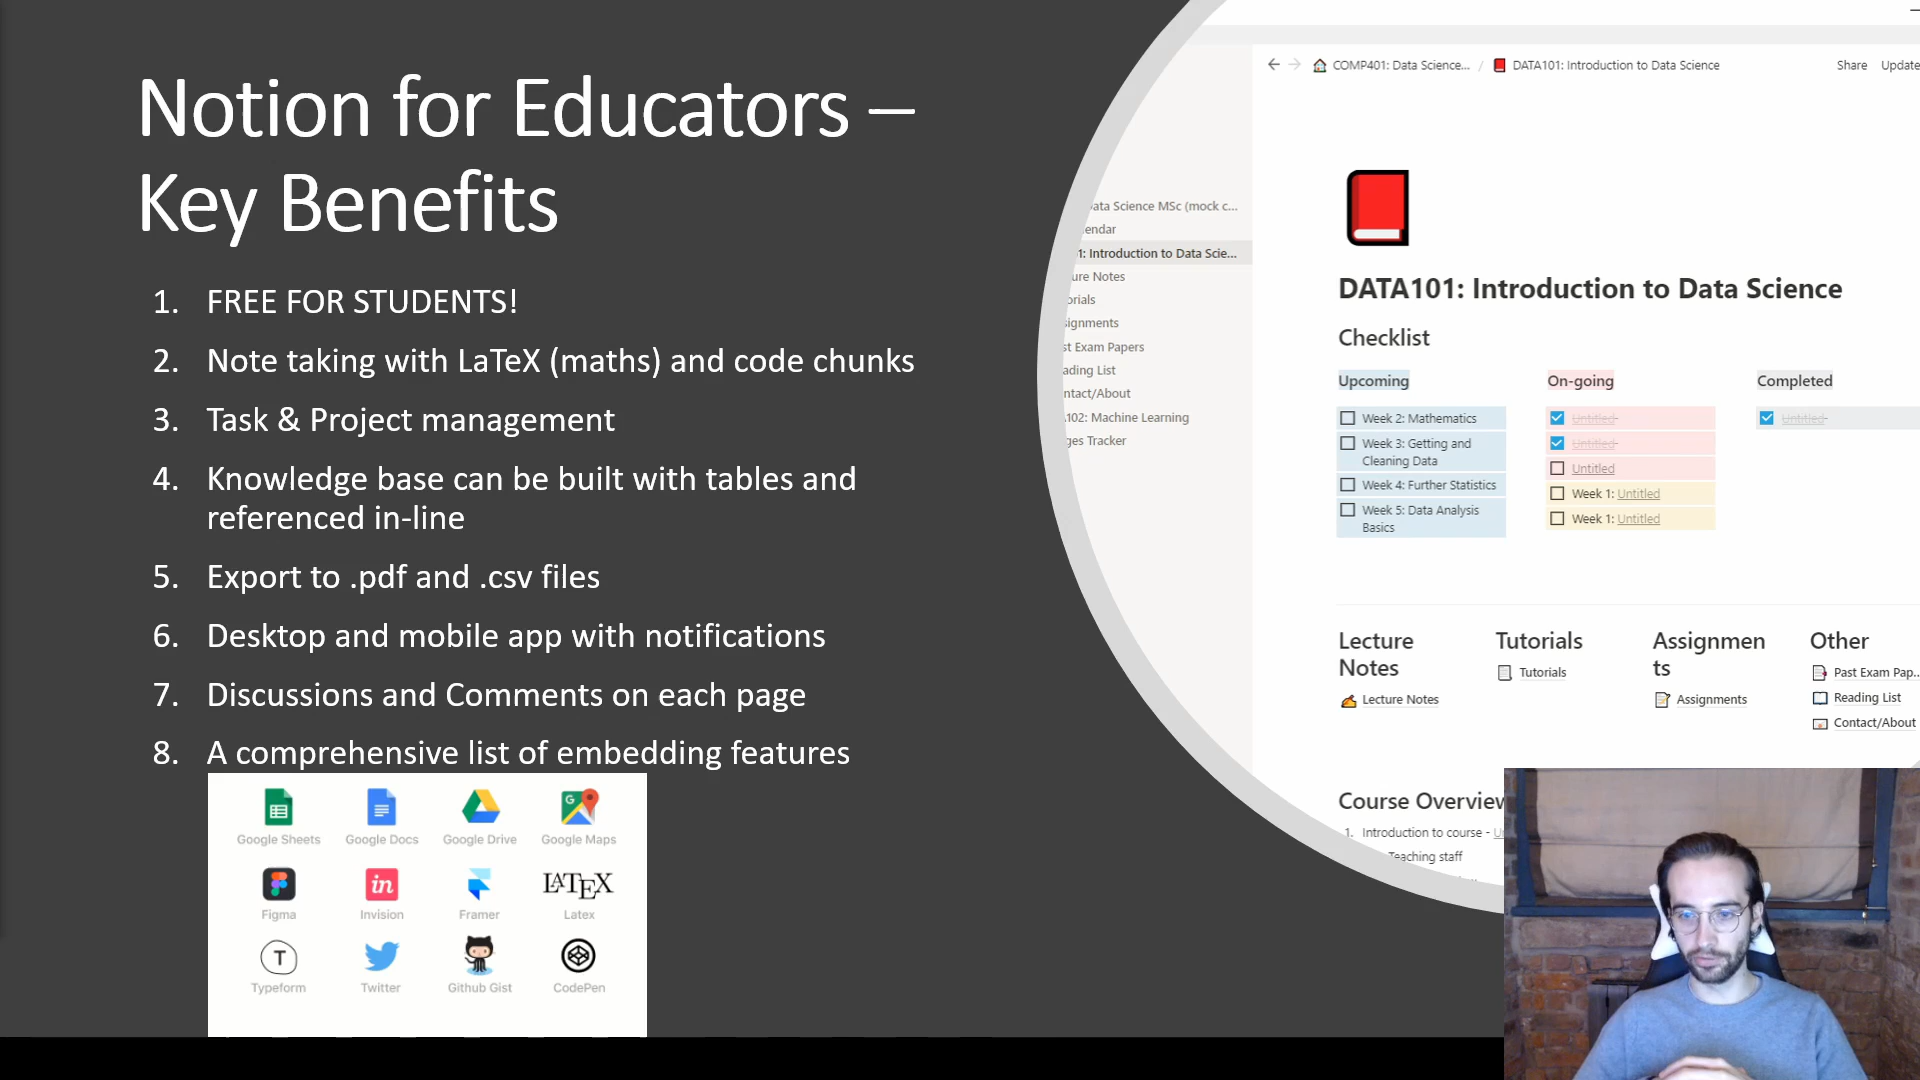 Notion for Educators –
Key Benefits
1. FREE FOR STUDENTS!
2. Note taking with LaTeX (maths) and code chunks
3. Task & Project management
4. Knowledge base can be built with tables and
referenced in-line
5. Export to .pdf and .csv files
6. Desktop and mobile app with notifications
7. Discussions and Comments on each page
8. A comprehensive list of embedding features
Google Sheets Google Docs Google Drive Google Maps
Figma Invision Framer Latex
Typeform Twitter Github Gist CodePen
COMP401: Data Science... / DATA101: Introduction to Data Science Share Update
ata Science MSc (mock c...
endar
1: Introduction to Data Scie...
ure Notes
orials
signments
st Exam Papers
ading List
ntact/About
102: Machine Learning
ges Tracker
DATA101: Introduction to Data Science
Checklist
Upcoming On-going Completed
Week 2: Mathematics Untitled Untitled
Week 3: Getting and Untitled
Cleaning Data Untitled
Week 4: Further Statistics Week 1: Untitled
Week 5: Data Analysis Week 1: Untitled
Basics
Lecture Tutorials Assignmen Other
Notes ts
Tutorials Past Exam Pap...
Lecture Notes Assignments Reading List
Contact/About
Course Overview
1. Introduction to course - U
Teaching staff